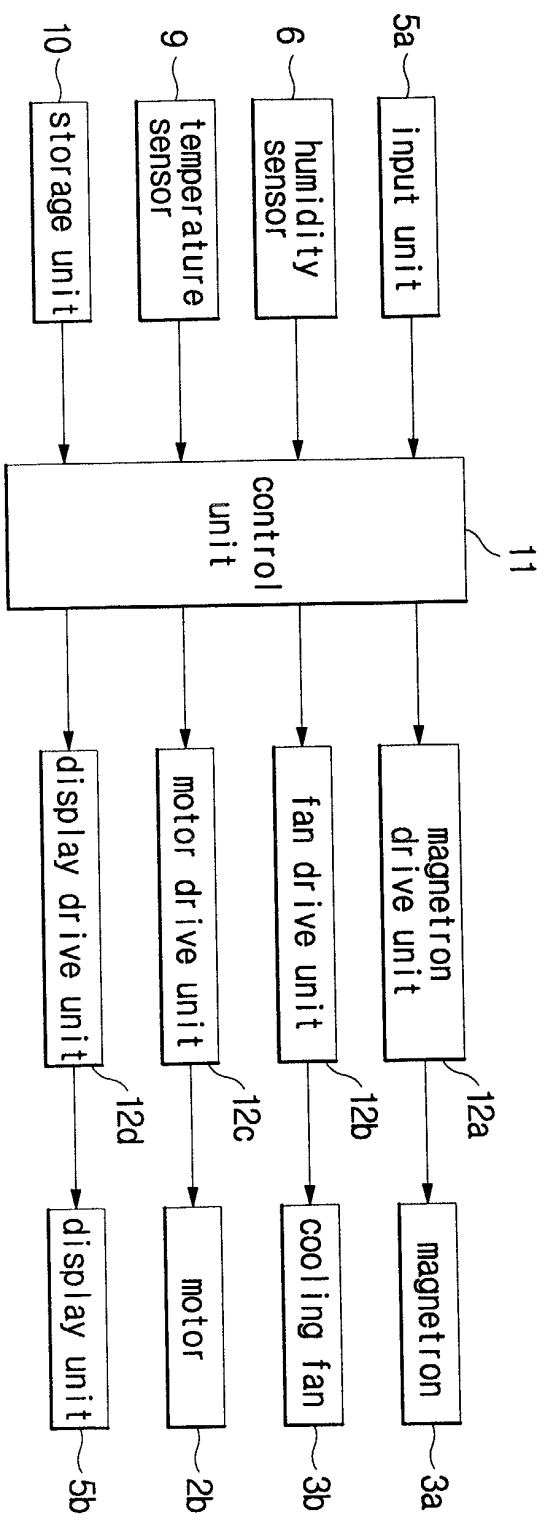 5a
input unit
6
humidity
sensor
9
temperature
sensor
10
storage unit
11
control
unit
magnetron
drive unit
12a
fan drive unit
12b
motor drive unit
12c
display drive unit
12d
magnetron
3a
cooling fan
3b
motor
2b
display unit
5b